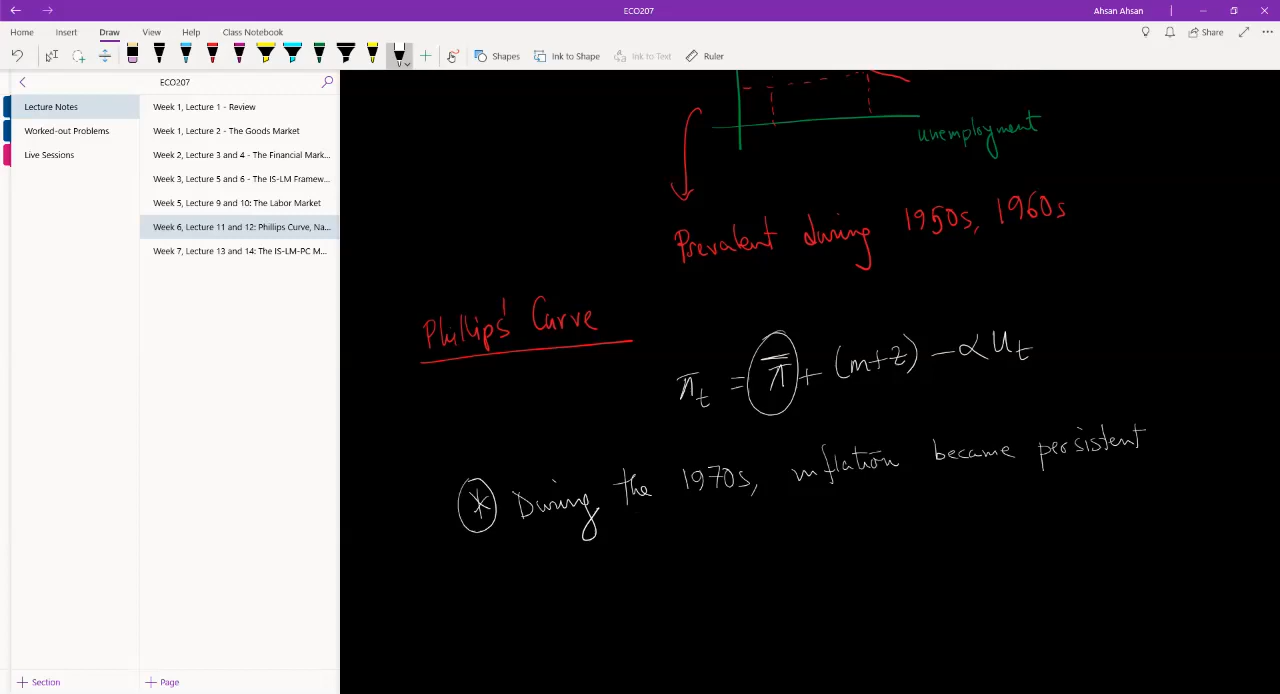 ECO207
Ahsan Ahsan
Home Insert Draw View Help Class Notebook
Share
Shapes Ink to Shape Ink to Text Ruler
ECO207
Lecture Notes
Worked-out Problems
Live Sessions
Week 1, Lecture 1 - Review
Week 1, Lecture 2 - The Goods Market
Week 2, Lecture 3 and 4 - The Financial Mark...
Week 3, Lecture 5 and 6 - The IS-LM Framew...
Week 5, Lecture 9 and 10: The Labor Market
Week 6, Lecture 11 and 12: Phillips Curve, Na...
Week 7, Lecture 13 and 14: The IS-LM-PC M...
unemployment
Prevalent during 1950s, 1960s
Phillips' Curve
π_t = π̅ + (m+z) - αu_t
* During the 1970s, inflation became persistent
+ Section
+ Page